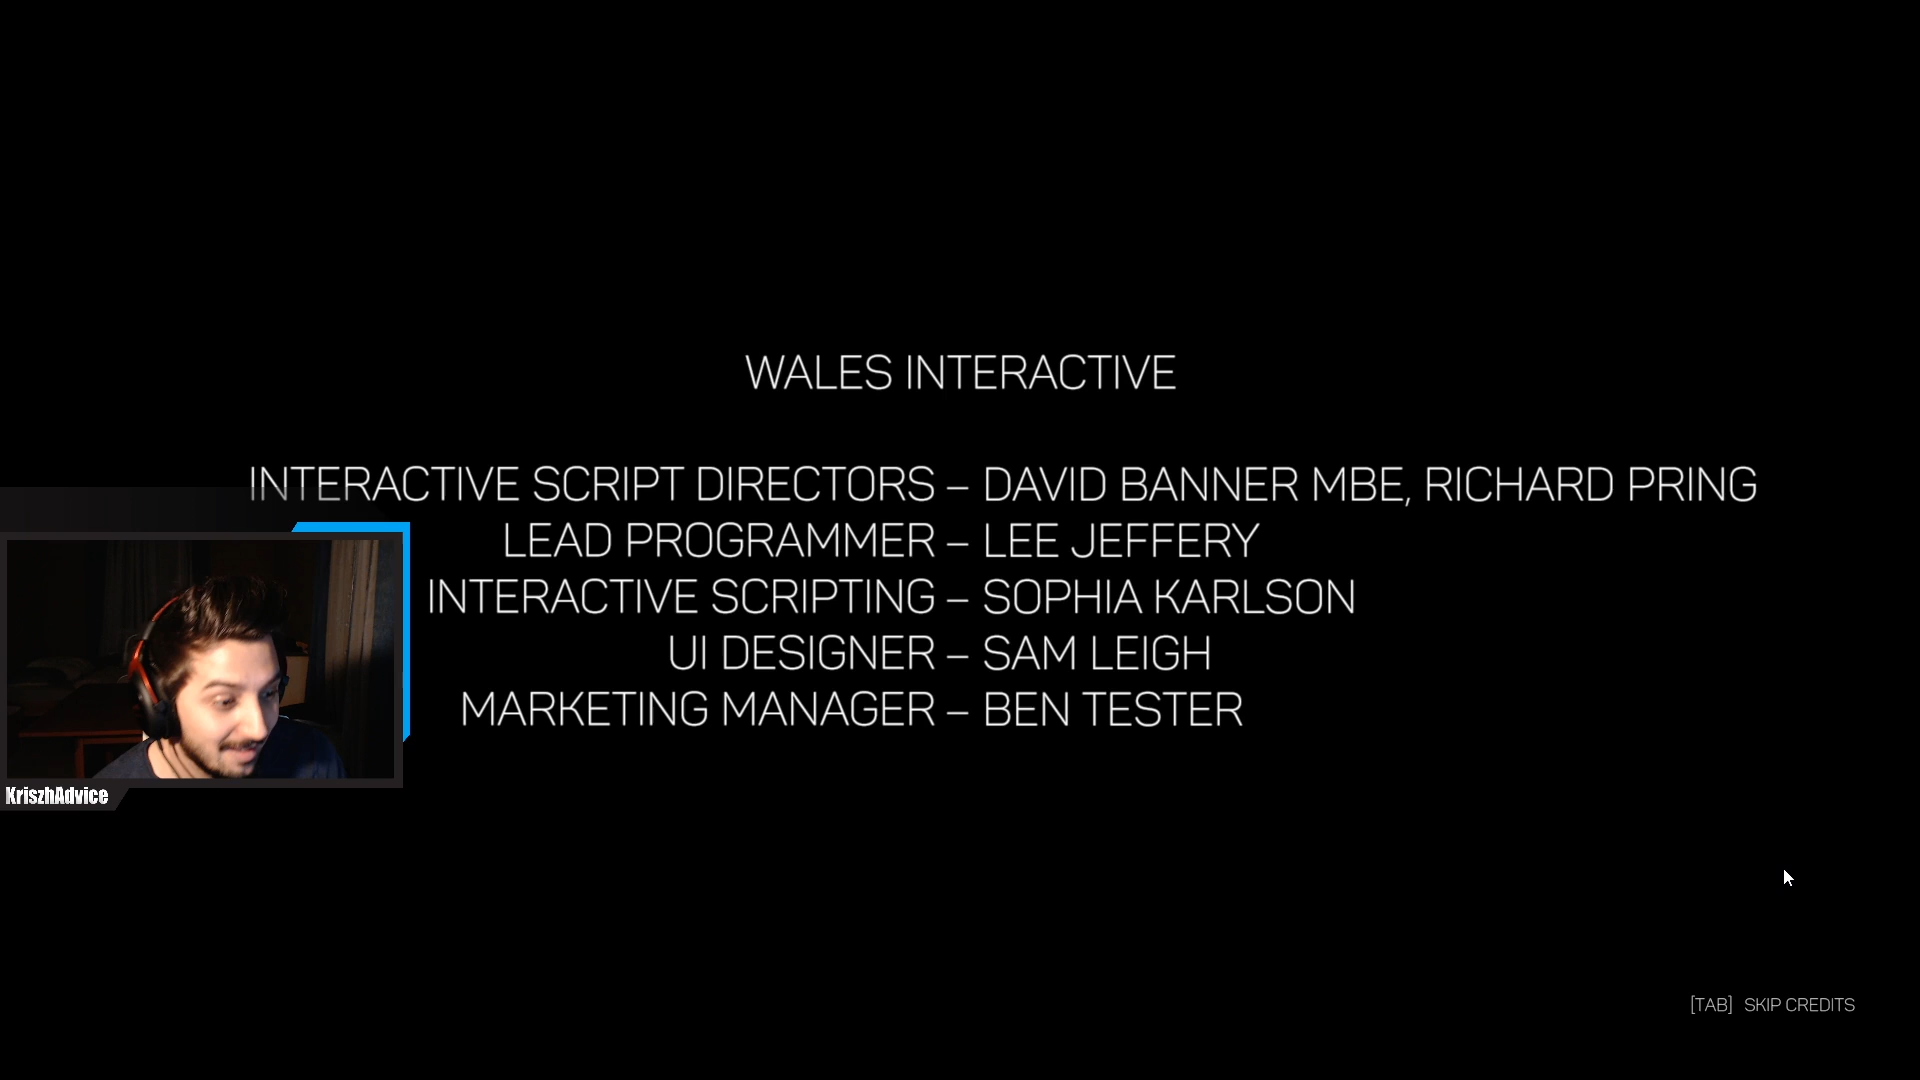 WALES INTERACTIVE
INTERACTIVE SCRIPT DIRECTORS – DAVID BANNER MBE, RICHARD PRING
LEAD PROGRAMMER – LEE JEFFERY
INTERACTIVE SCRIPTING – SOPHIA KARLSON
UI DESIGNER – SAM LEIGH
MARKETING MANAGER – BEN TESTER
KriszhAdvice
[TAB] SKIP CREDITS